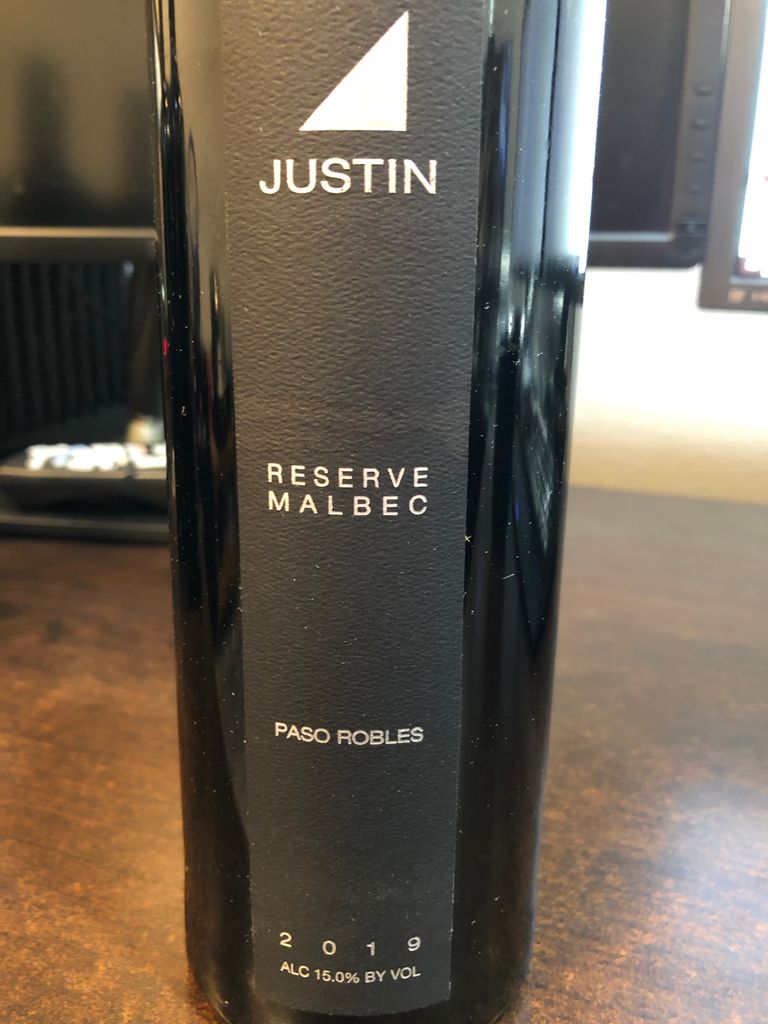 JUSTIN
RESERVE
MALBEC
PASO ROBLES
2019
ALC 15.0% BY VOL